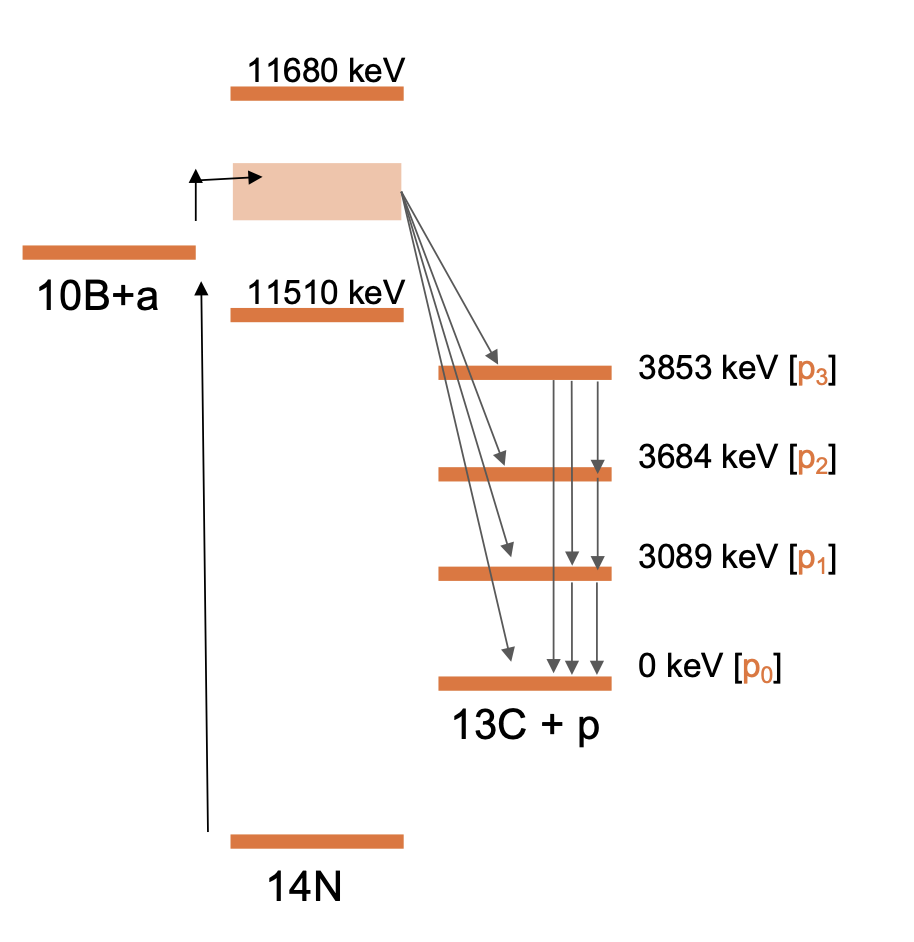 11680 keV
10B+a
11510 keV
3853 keV [p3]
3684 keV [p2]
3089 keV [p1]
0 keV [p0]
13C + p
14N